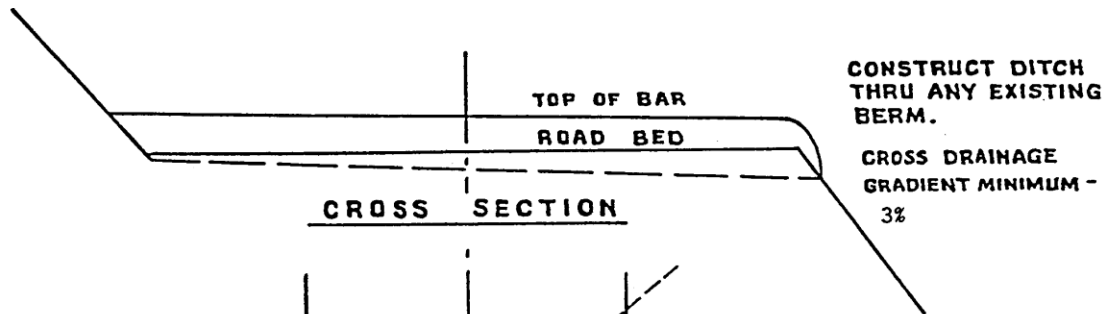 TOP OF BAR
ROAD BED
CROSS SECTION
CONSTRUCT DITCH
THRU ANY EXISTING
BERM.
CROSS DRAINAGE
GRADIENT MINIMUM -
3%